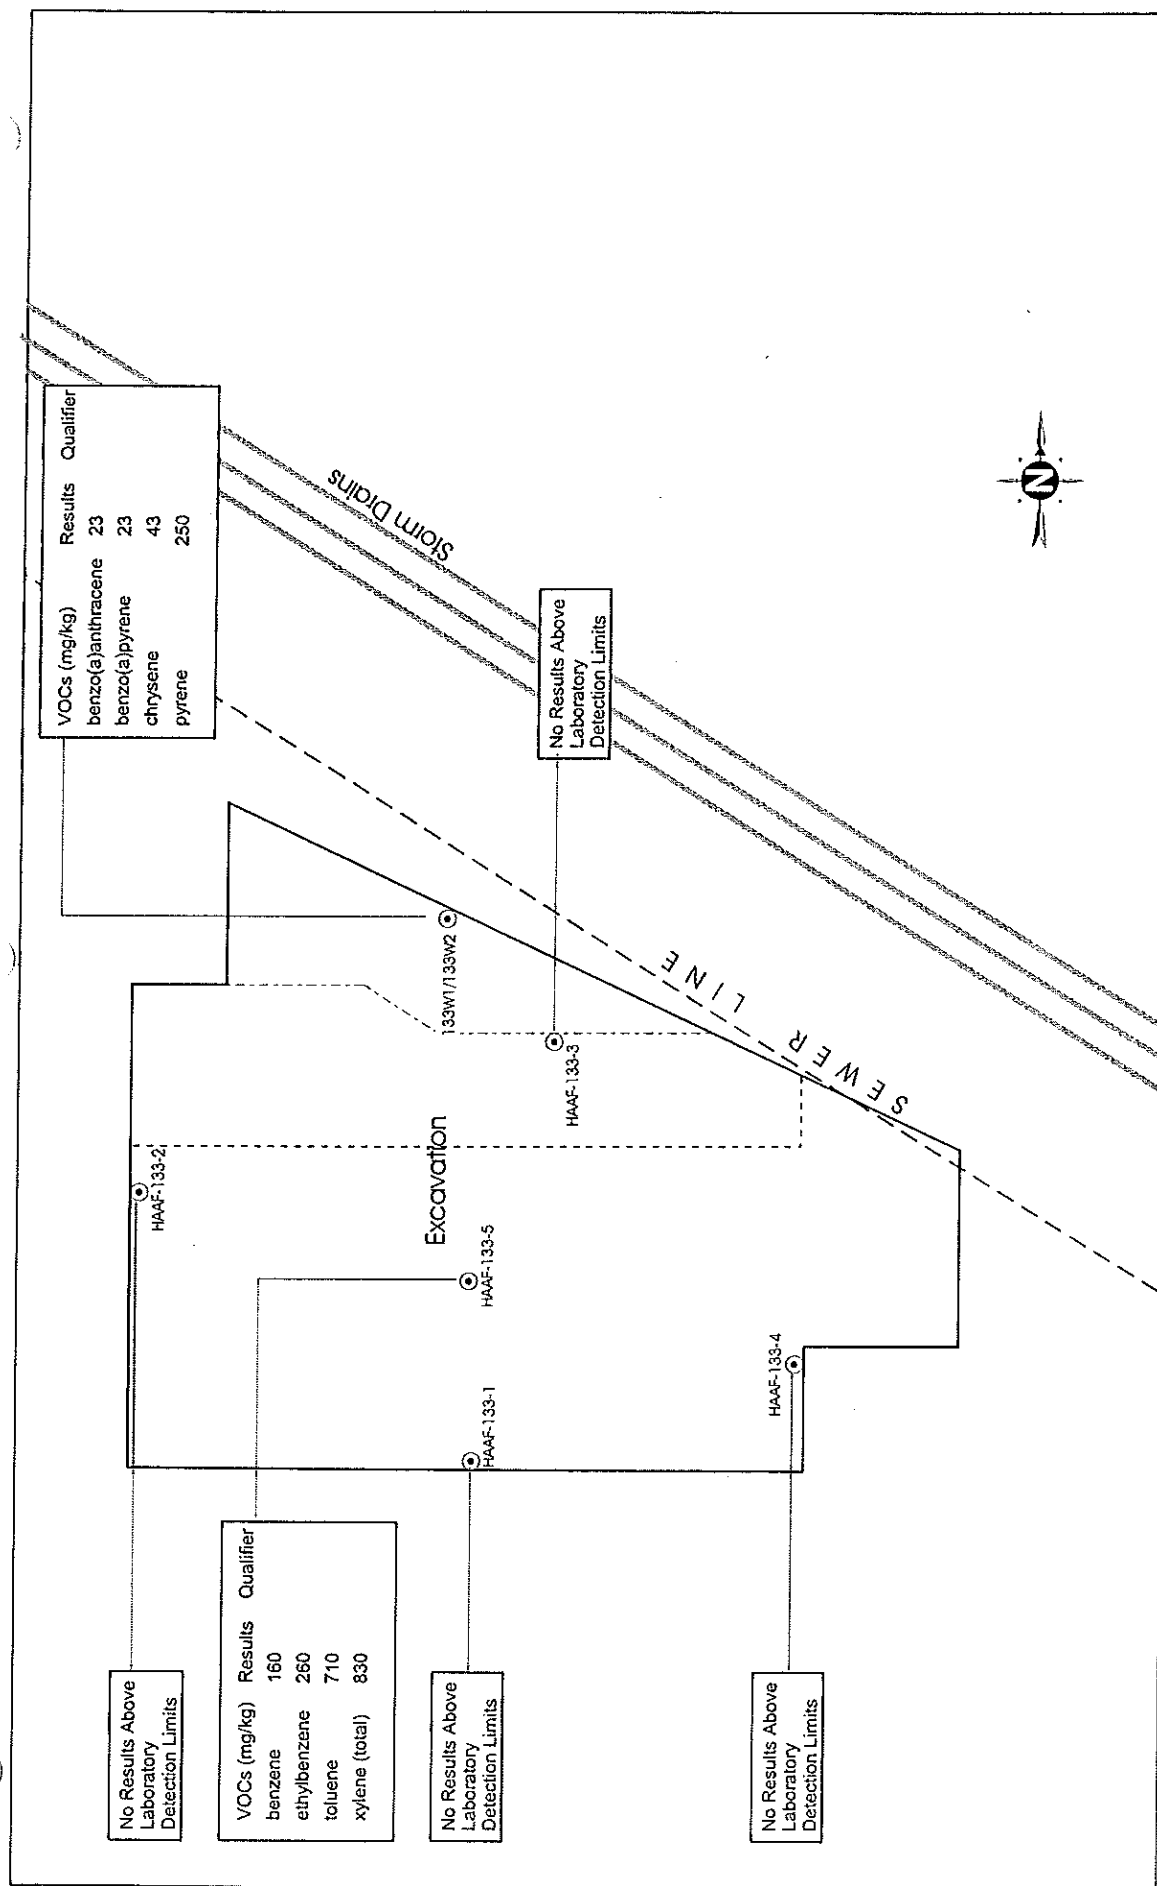 No Results Above
Laboratory
Detection Limits
VOCs (mg/kg) Results Qualifier
benzene 160
ethylbenzene 260
toluene 710
xylene (total) 830
No Results Above
Laboratory
Detection Limits
No Results Above
Laboratory
Detection Limits
HAAF-133-2
HAAF-133-5
HAAF-133-1
HAAF-133-4
Excavation
133W1/133W2
HAAF-133-3
SEWER LINE
VOCs (mg/kg) Results Qualifier
benzo(a)anthracene 23
benzo(a)pyrene 23
chrysene 43
pyrene 250
No Results Above
Laboratory
Detection Limits
Storm Drains
N